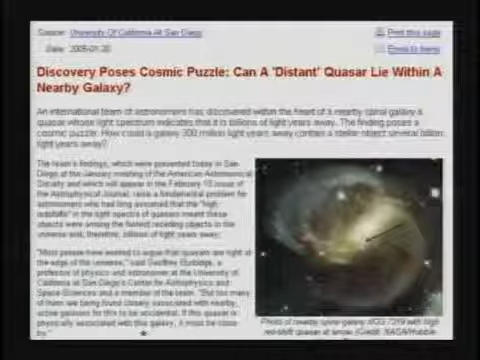 Source: University Of California At San Diego
Print this page
Date: 2005-01-20
Email to friend
Discovery Poses Cosmic Puzzle: Can A 'Distant' Quasar Lie Within A
Nearby Galaxy?
An international team of astronomers has discovered within the heart of a nearby spiral galaxy a
quasar whose light spectrum indicates that it is billions of light years away. The finding poses a
cosmic puzzle: How could a galaxy 300 million light years away contain a stellar object several billion
light years away?
The team's findings, which were presented today in San
Diego at the January meeting of the American Astronomical
Society and which will appear in the February 10 issue of
the Astrophysical Journal, raise a fundamental problem for
astronomers who had long assumed that the "high
redshifts" in the light spectra of quasars meant these
objects were among the fastest receding objects in the
universe and, therefore, billions of light years away.
"Most people have wanted to argue that quasars are right at
the edge of the universe," said Geoffrey Burbidge, a
professor of physics and astronomer at the University of
California at San Diego's Center for Astrophysics and
Space Sciences and a member of the team. "But too many
of them are being found closely associated with nearby,
active galaxies for this to be accidental. If this quasar is
physically associated with this galaxy, it must be close
by."
Photo of nearby spiral galaxy NGC 7319 with high
red-shift quasar at arrow (Credit: NASA/Hubble